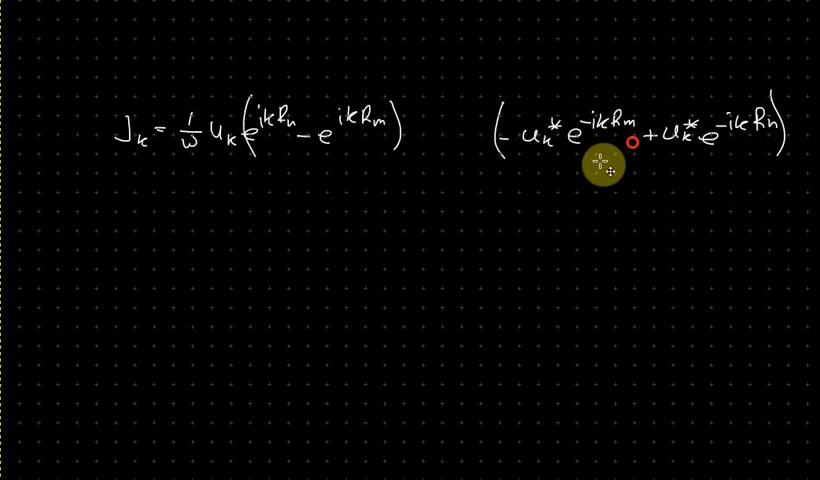 J_k = 1/ω u_k (e^{ikR_n} - e^{ikR_m}) (- u_k^* e^{-ikR_m} + u_k^* e^{-ikR_n})